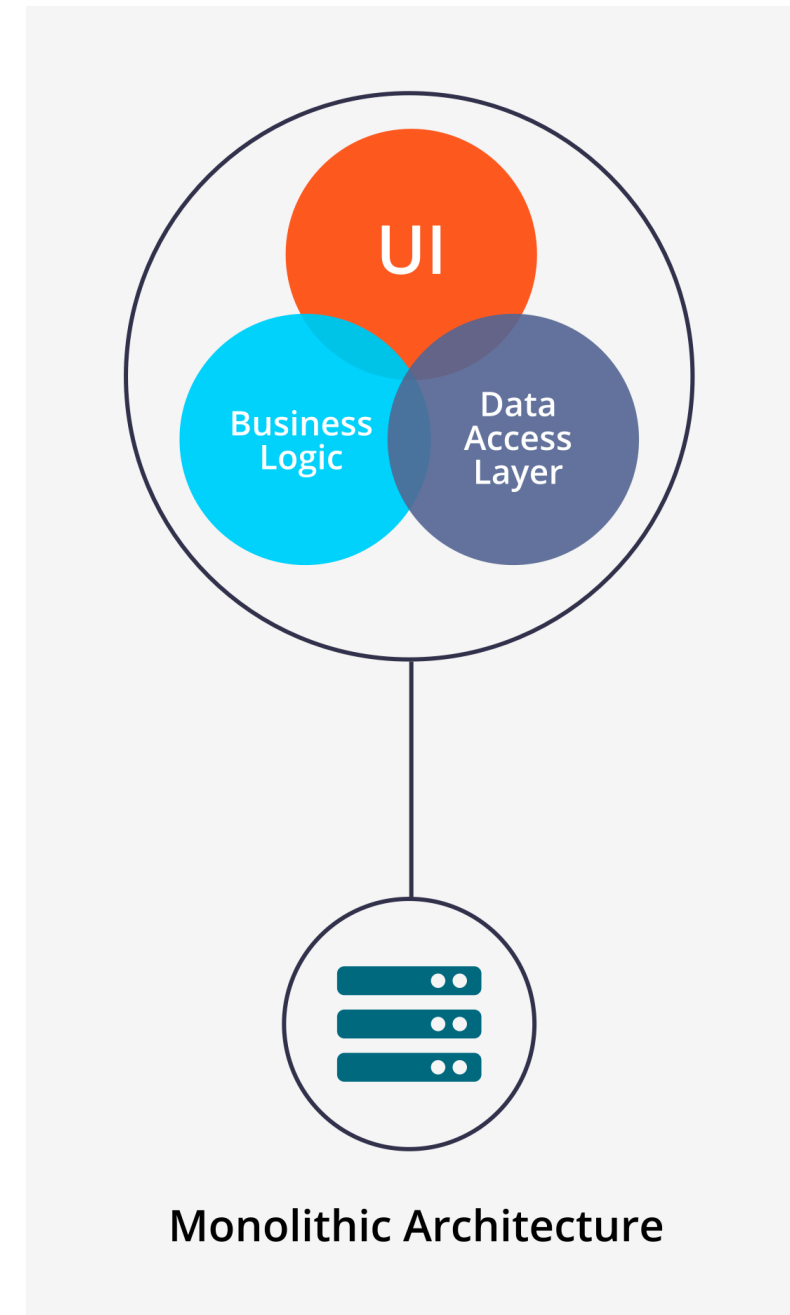 UI
Business
Logic
Data
Access
Layer
Monolithic Architecture